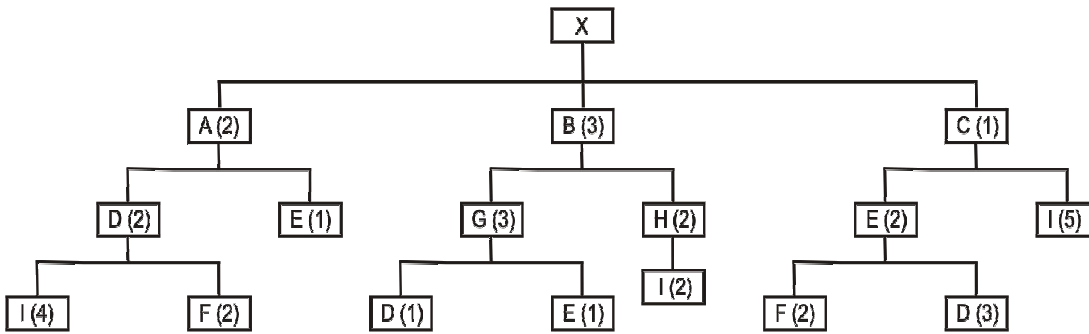 X
A (2) B (3) C (1)
D (2) E (1) G (3) H (2) E (2) I (5)
I (2)
I (4) F (2) D (1) E (1) F (2) D (3)